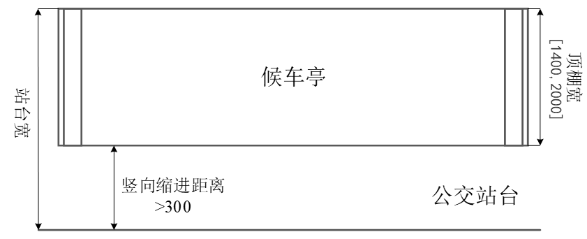 候车亭
顶棚宽
[1400, 2000]
站台宽
竖向缩进距离
>300
公交站台